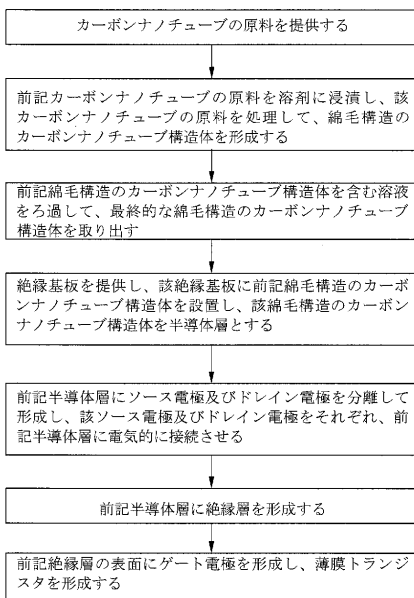 カーボンナノチューブの原料を提供する
前記カーボンナノチューブの原料を溶剤に浸漬し、該
カーボンナノチューブの原料を処理して、綿毛構造の
カーボンナノチューブ構造体を形成する
前記綿毛構造のカーボンナノチューブ構造体を含む溶液
をろ過して、最終的な綿毛構造のカーボンナノチューブ
構造体を取り出す
絶縁基板を提供し、該絶縁基板に前記綿毛構造のカーボ
ンナノチューブ構造体を設置し、該綿毛構造のカーボン
ナノチューブ構造体を半導体層とする
前記半導体層にソース電極及びドレイン電極を分離して
形成し、該ソース電極及びドレイン電極をそれぞれ、前
記半導体層に電気的に接続させる
前記半導体層に絶縁層を形成する
前記絶縁層の表面にゲート電極を形成し、薄膜トランジ
スタを形成する